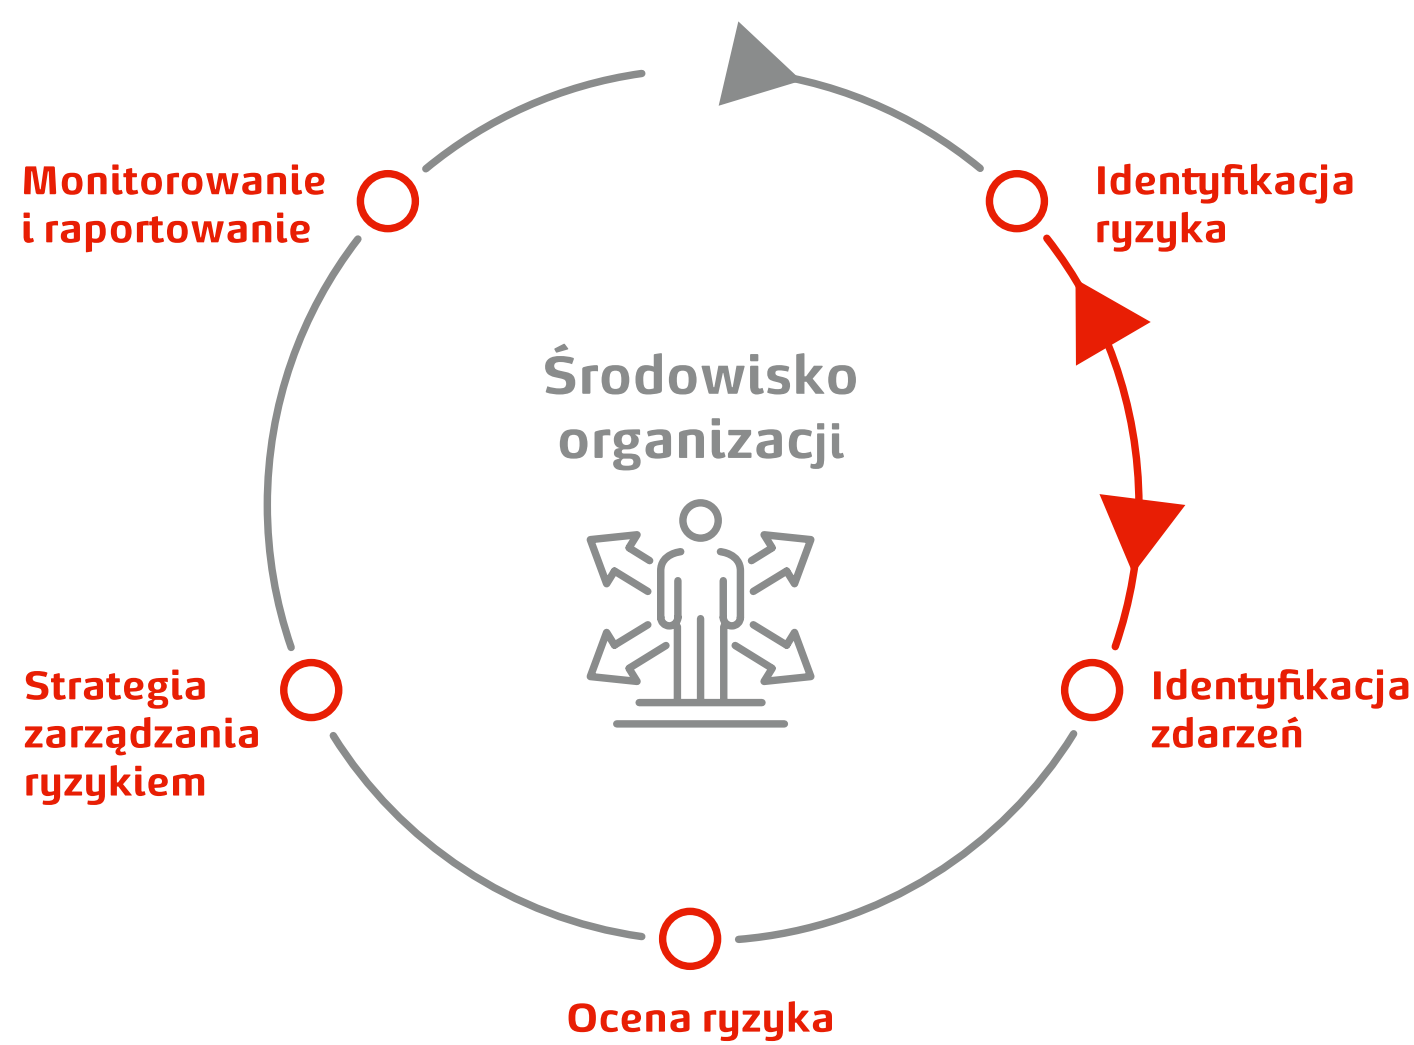 Monitorowanie
i raportowanie
Identyfikacja
ryzyka
Środowisko
organizacji
Strategia
zarządzania
ryzykiem
Identyfikacja
zdarzeń
Ocena ryzyka